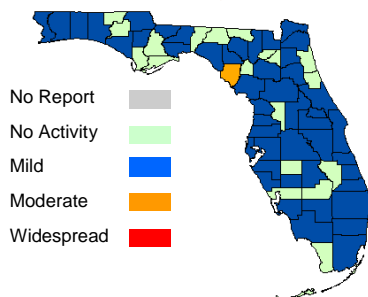 No Report
No Activity
Mild
Moderate
Widespread